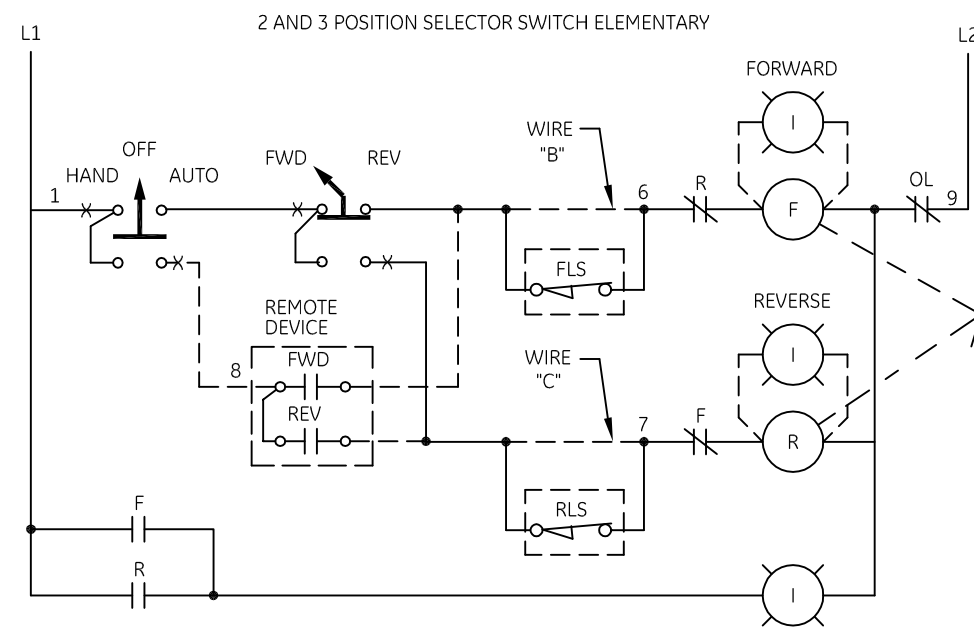 2 AND 3 POSITION SELECTOR SWITCH ELEMENTARY
L1
L2
FORWARD
I
OFF
HAND
AUTO
FWD
REV
WIRE
"B"
1
6
R
F
OL
9
FLS
REMOTE
DEVICE
FWD
8
REV
REVERSE
I
WIRE
"C"
7
F
R
RLS
F
R
I